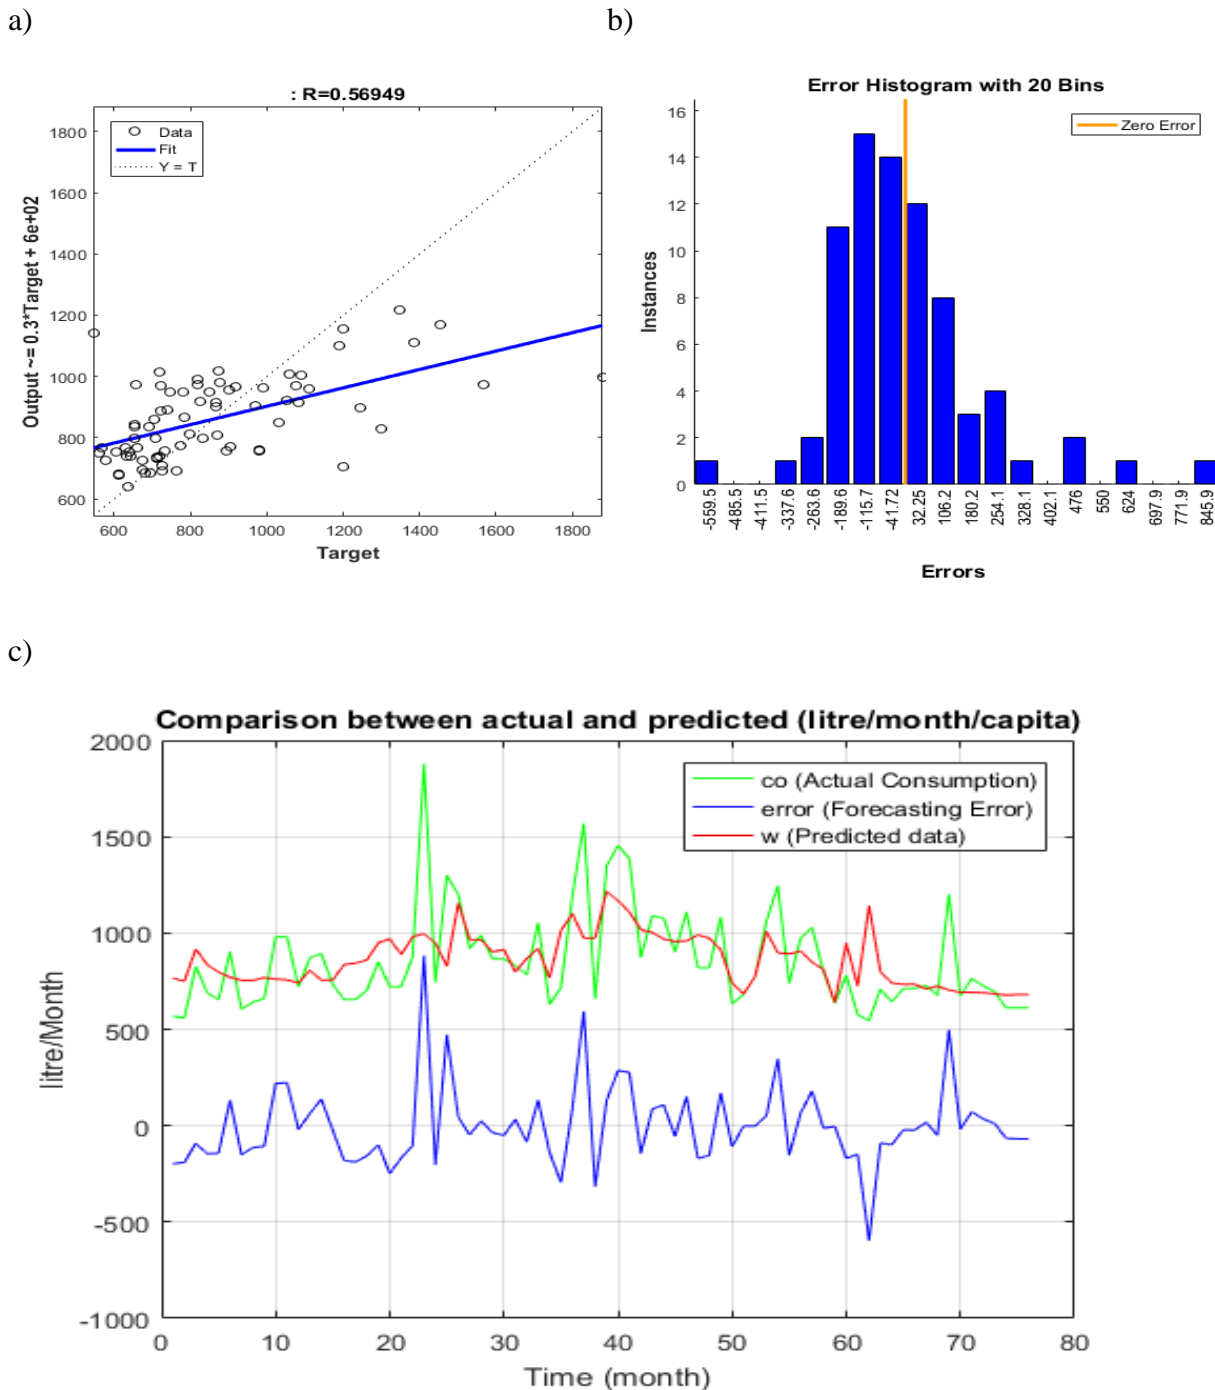 a)
b)
: R=0.56949
Data
Fit
Y = T
1800
1600
1400
1200
1000
800
600
Output ~= 0.3*Target + 6e+02
600 800 1000 1200 1400 1600 1800
Target
Error Histogram with 20 Bins
Zero Error
16
14
12
10
8
6
4
2
0
Instances
-559.5
-485.5
-411.5
-337.6
-263.6
-189.6
-115.7
-41.72
32.25
106.2
180.2
254.1
328.1
402.1
476
550
624
697.9
771.9
845.9
Errors
c)
Comparison between actual and predicted (litre/month/capita)
co (Actual Consumption)
error (Forecasting Error)
w (Predicted data)
2000
1500
1000
500
0
-500
-1000
litre/Month
0 10 20 30 40 50 60 70 80
Time (month)